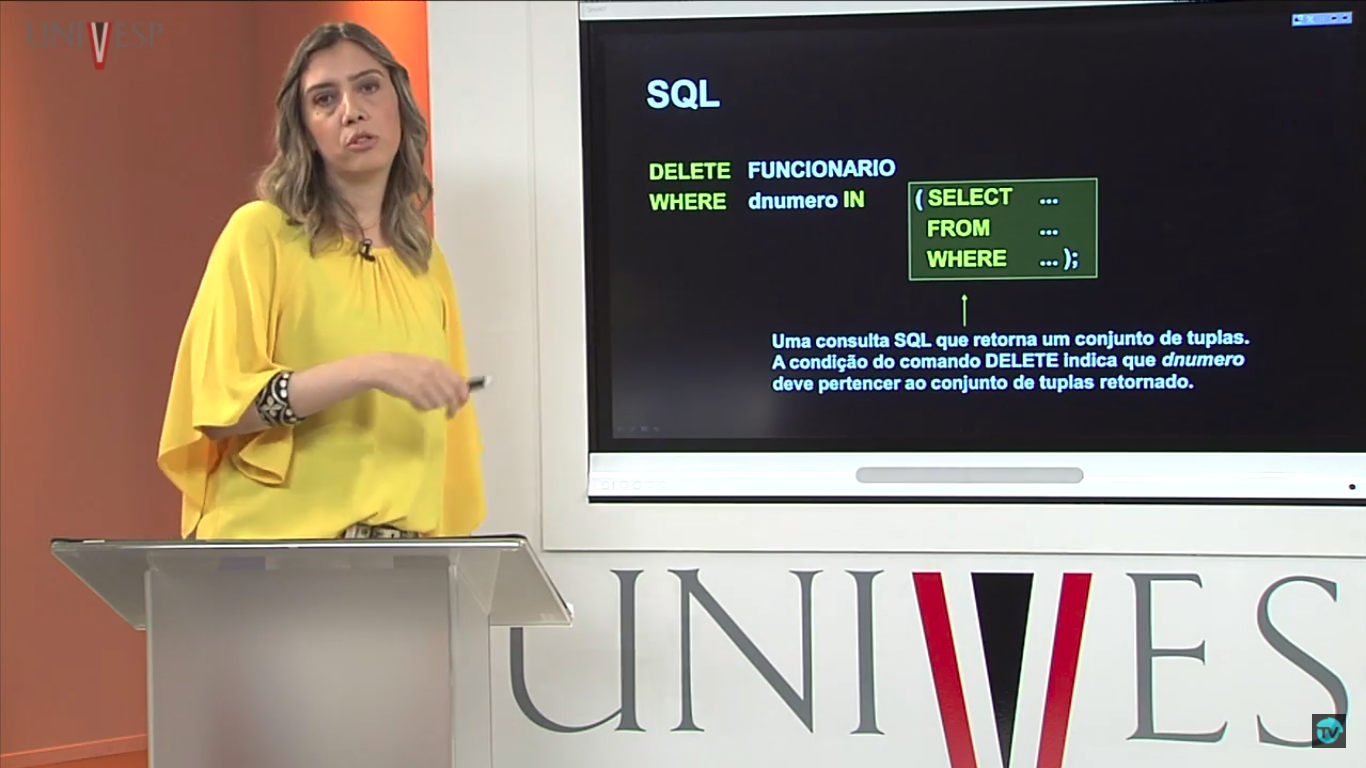 UNIVESP
SQL
DELETE FUNCIONARIO
WHERE dnumero IN
(SELECT ...
FROM ...
WHERE ...);
Uma consulta SQL que retorna um conjunto de tuplas.
A condição do comando DELETE indica que dnumero
deve pertencer ao conjunto de tuplas retornado.
UNIVES
TV